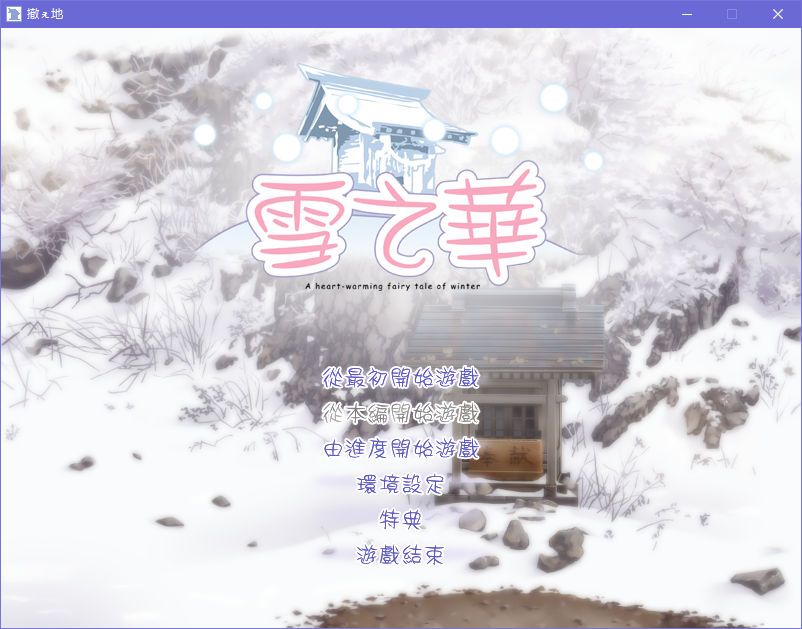 撤ぇ地
雪之華
A heart-warming fairy tale of winter
從最初開始遊戲
從本編開始遊戲
由進度開始遊戲
環境設定
特典
遊戲結束
奉献